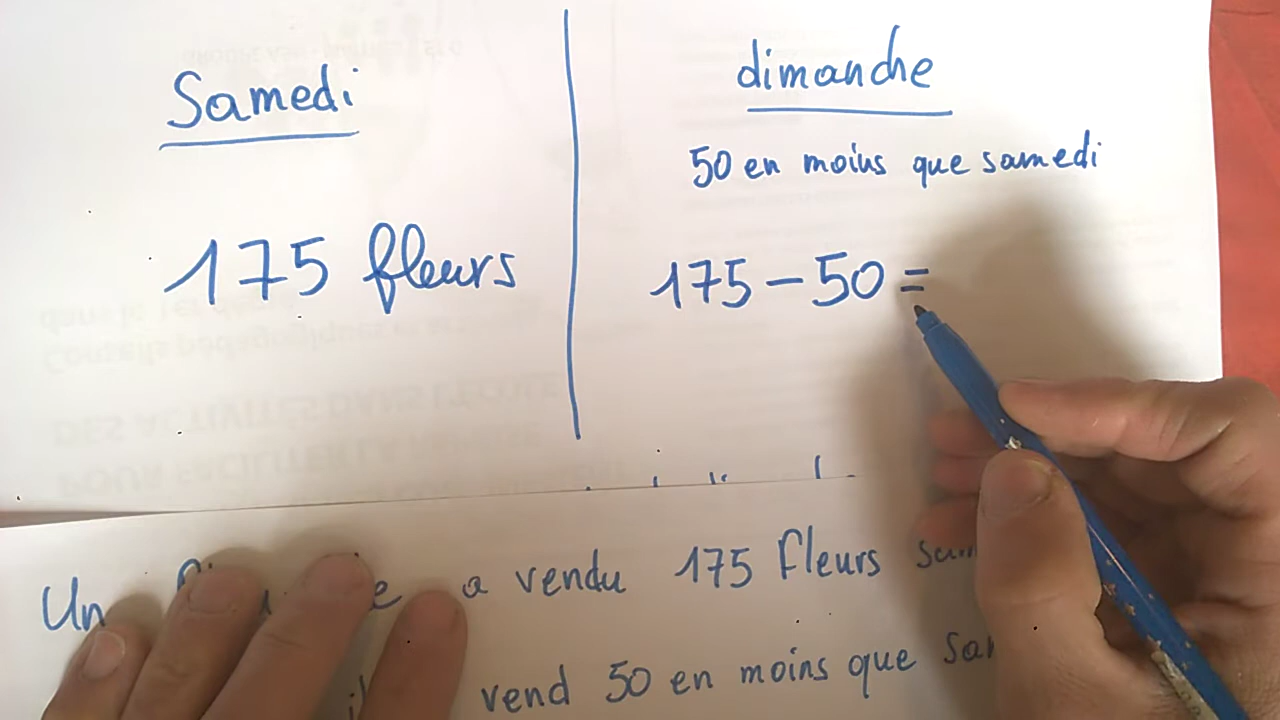 Samedi
175 fleurs
dimanche
50 en moins que samedi
175 - 50 =
Un a vendu 175 fleurs
vend 50 en moins que